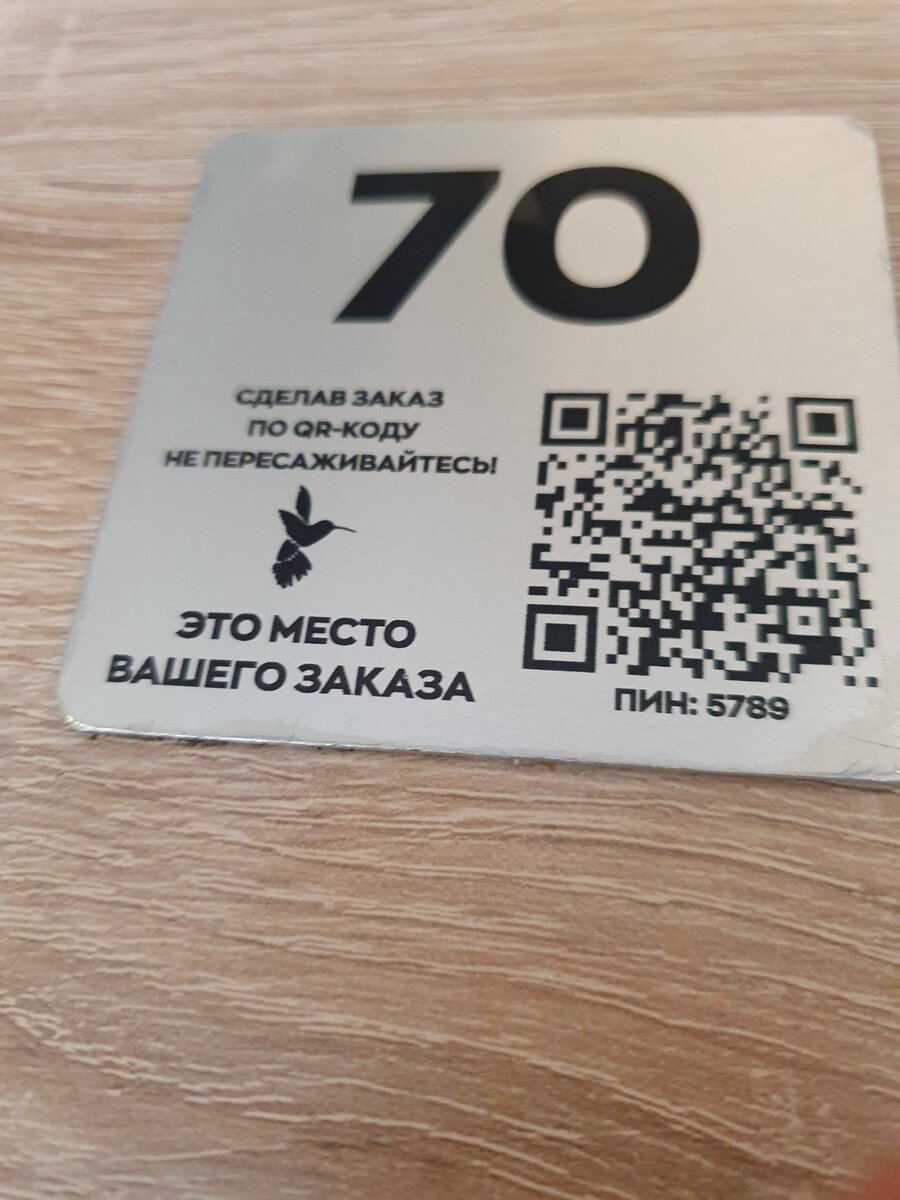 70
СДЕЛАВ ЗАКАЗ
ПО QR-КОДУ
НЕ ПЕРЕСАЖИВАЙТЕСЬ!
ЭТО МЕСТО
ВАШЕГО ЗАКАЗА
ПИН: 5789